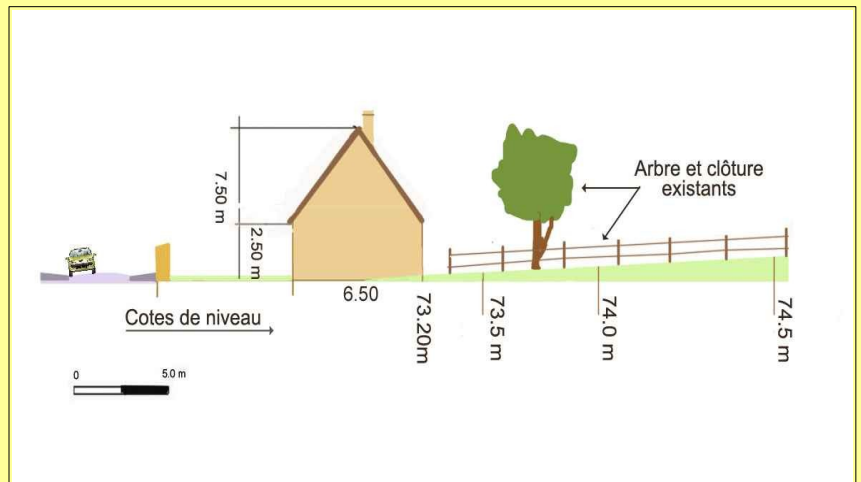 Arbre et clôture
existants
7.50 m
2.50 m
6.50
73.20m
73.5 m
74.0 m
74.5 m
Cotes de niveau
0
5.0 m